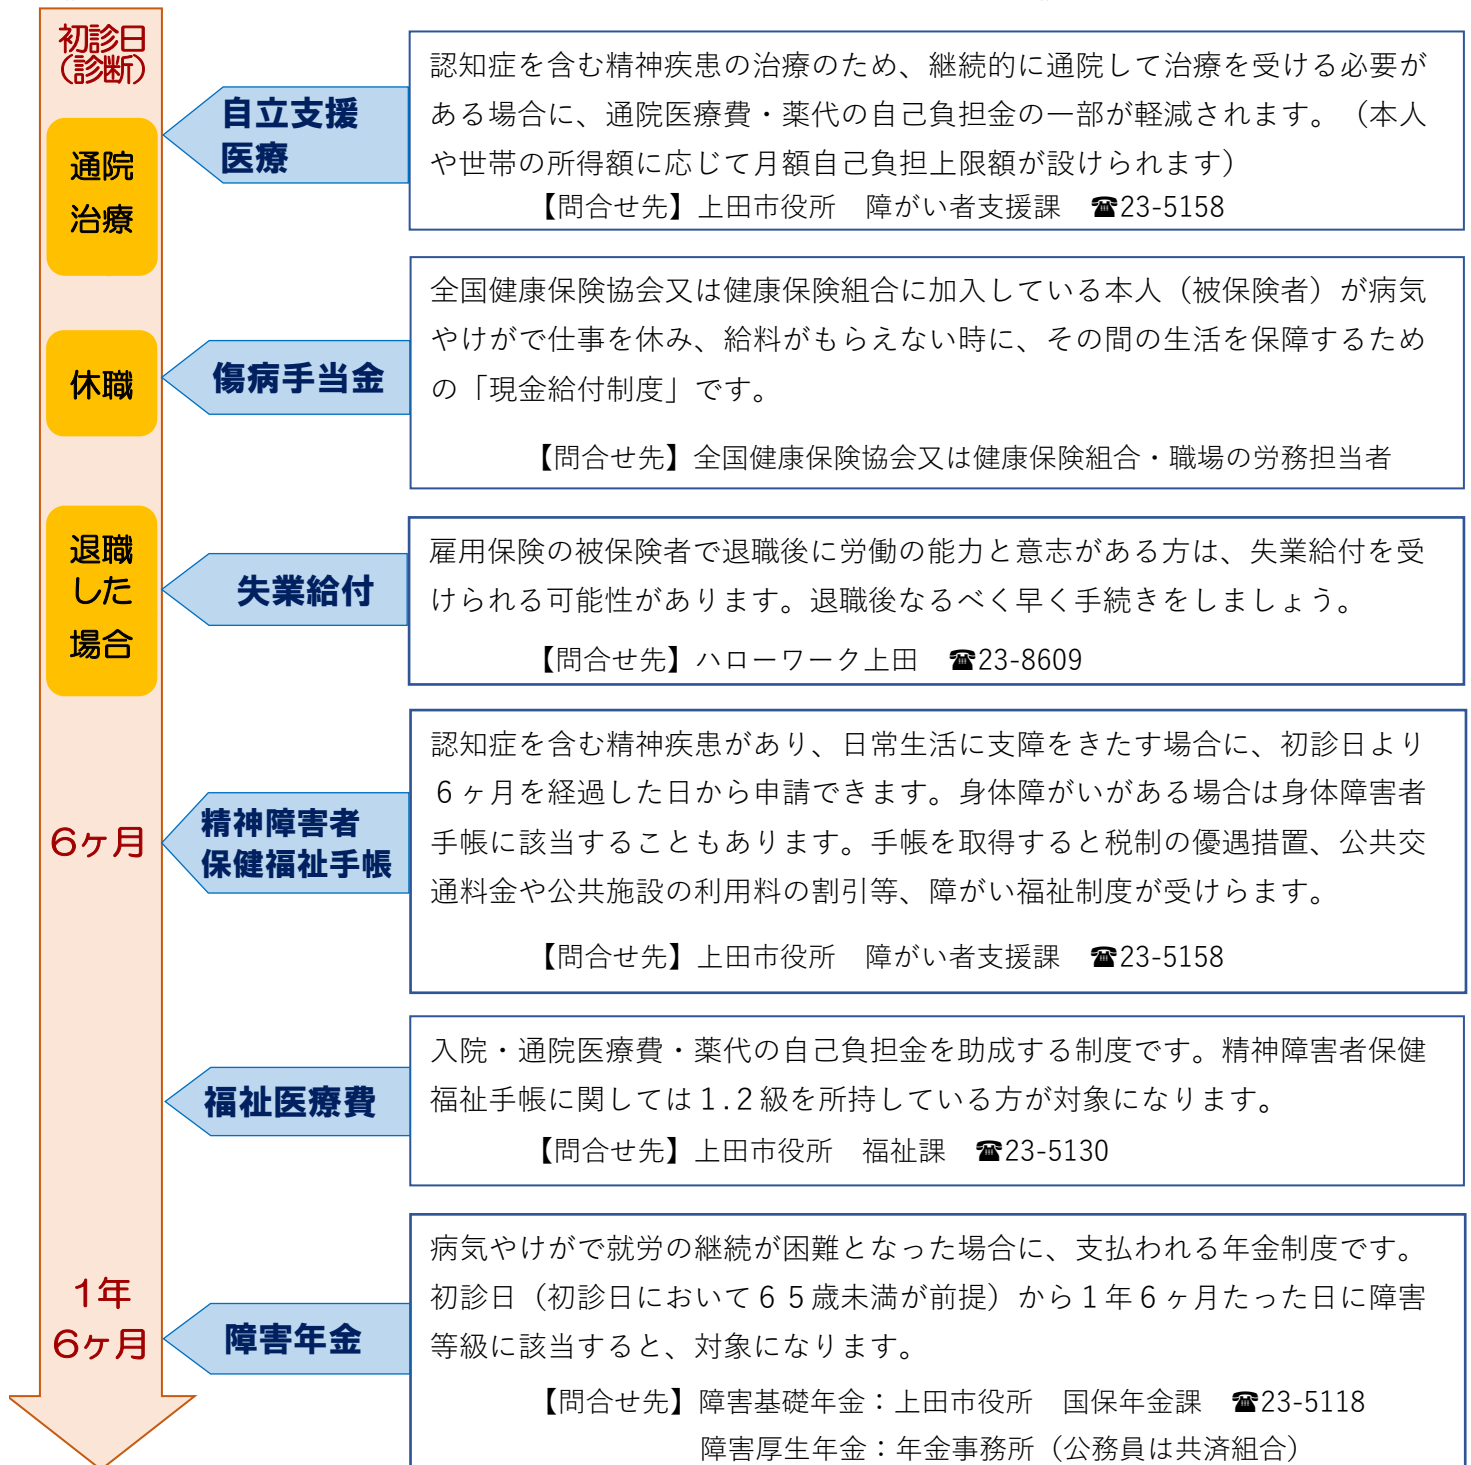 初診日
（診断）
自立支援
医療
認知症を含む精神疾患の治療のため、継続的に通院して治療を受ける必要が
ある場合に、通院医療費・薬代の自己負担金の一部が軽減されます。（本人
や世帯の所得額に応じて月額自己負担上限額が設けられます）
【問合せ先】上田市役所　障がい者支援課　☎23-5158
通院
治療
休職
傷病手当金
全国健康保険協会又は健康保険組合に加入している本人（被保険者）が病気
やけがで仕事を休み、給料がもらえない時に、その間の生活を保障するため
の「現金給付制度」です。
【問合せ先】全国健康保険協会又は健康保険組合・職場の労務担当者
退職
した
場合
失業給付
雇用保険の被保険者で退職後に労働の能力と意志がある方は、失業給付を受
けられる可能性があります。退職後なるべく早く手続きをしましょう。
【問合せ先】ハローワーク上田　☎23-8609
6ヶ月
精神障害者
保健福祉手帳
認知症を含む精神疾患があり、日常生活に支障をきたす場合に、初診日より
６ヶ月を経過した日から申請できます。身体障がいがある場合は身体障害者
手帳に該当することもあります。手帳を取得すると税制の優遇措置、公共交
通料金や公共施設の利用料の割引等、障がい福祉制度が受けらます。
【問合せ先】上田市役所　障がい者支援課　☎23-5158
福祉医療費
入院・通院医療費・薬代の自己負担金を助成する制度です。精神障害者保健
福祉手帳に関しては１.２級を所持している方が対象になります。
【問合せ先】上田市役所　福祉課　☎23-5130
1年
6ヶ月
障害年金
病気やけがで就労の継続が困難となった場合に、支払われる年金制度です。
初診日（初診日において６５歳未満が前提）から１年６ヶ月たった日に障害
等級に該当すると、対象になります。
【問合せ先】障害基礎年金：上田市役所　国保年金課　☎23-5118
障害厚生年金：年金事務所（公務員は共済組合）